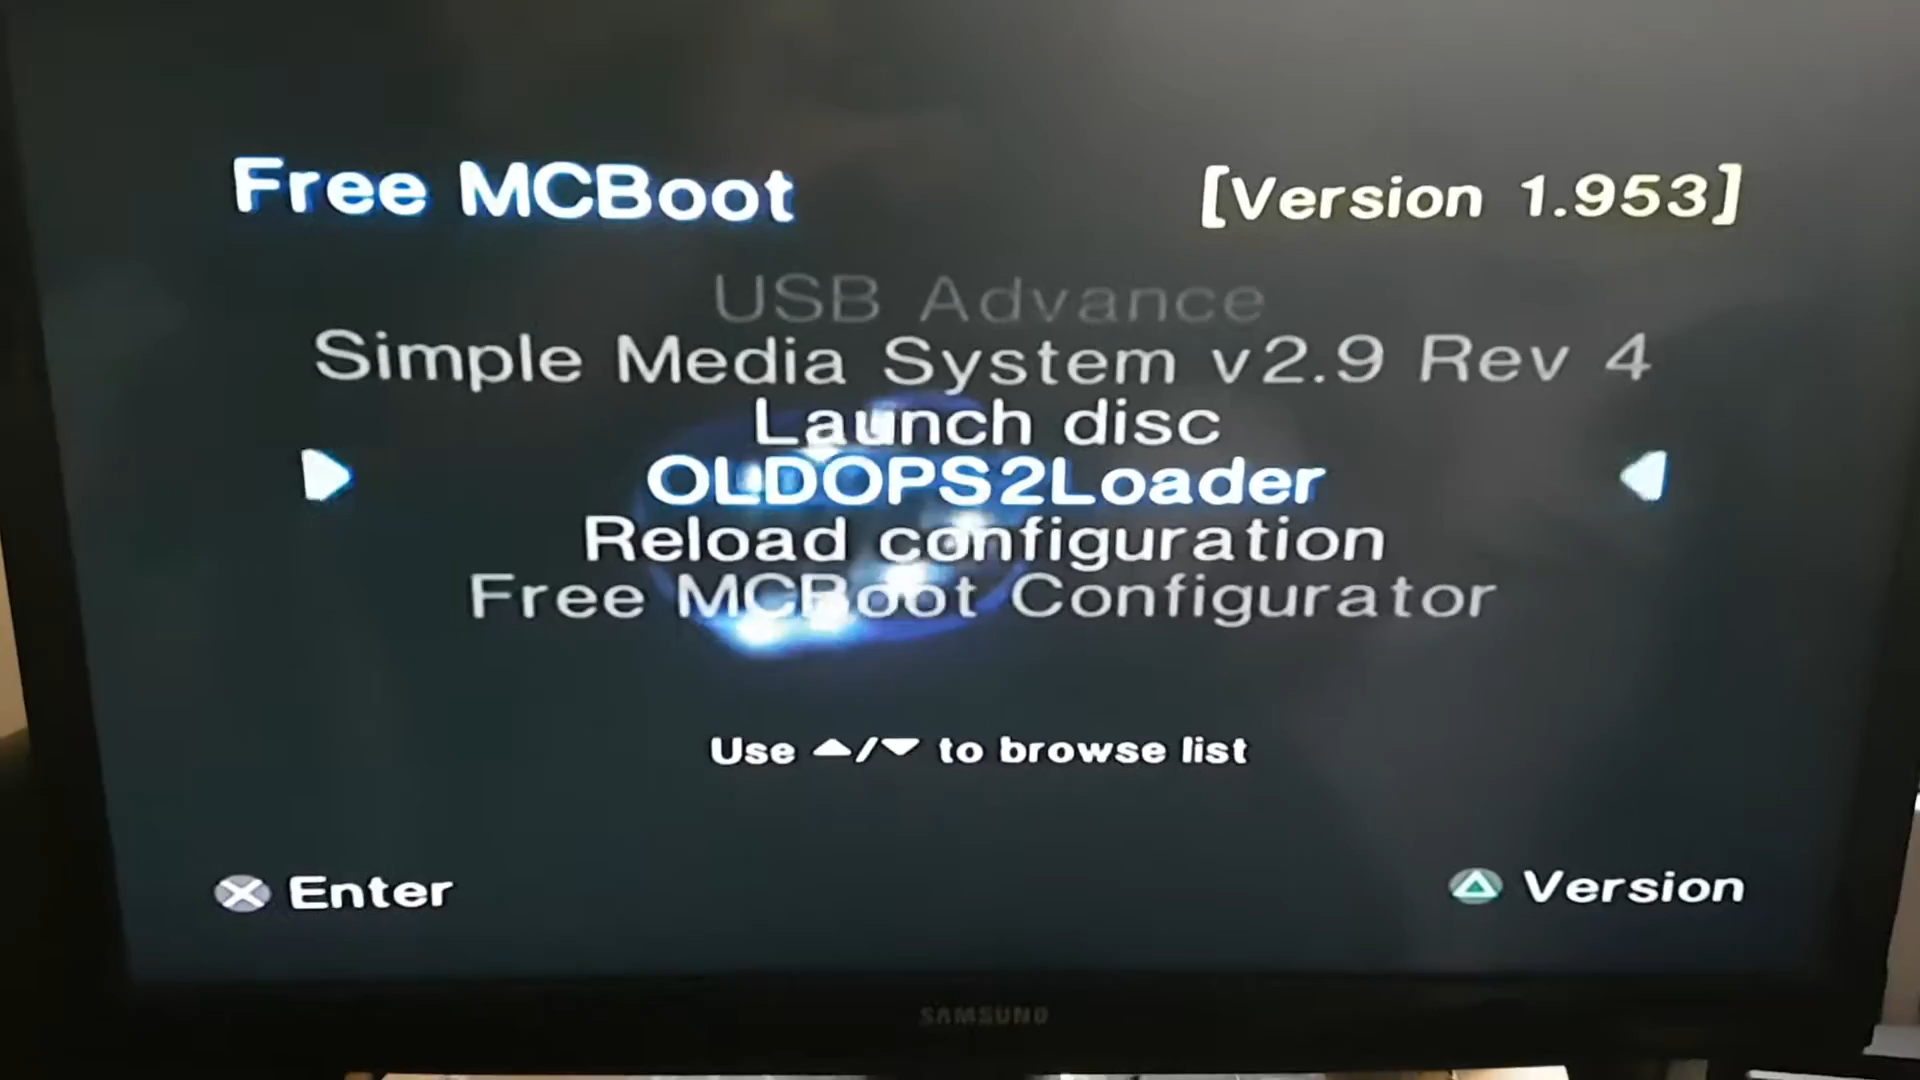 Free MCBoot
[Version 1.953]
USB Advance
Simple Media System v2.9 Rev 4
Launch disc
OLDOPS2Loader
Reload configuration
Free MCBoot Configurator
Use ▲/▼ to browse list
Enter
Version
SAMSUNG